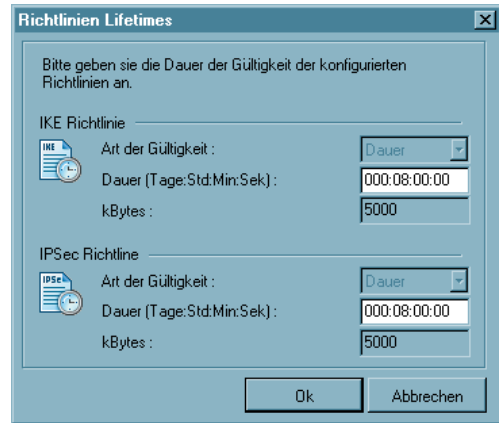 Richtlinien Lifetimes
Bitte geben sie die Dauer der Gültigkeit der konfigurierten
Richtlinien an.
IKE Richtlinie
IKE
Art der Gültigkeit :
Dauer
Dauer (Tage:Std:Min:Sek) :
000:08:00:00
kBytes :
5000
IPSec Richtline
IPSe
Art der Gültigkeit :
Dauer
Dauer (Tage:Std:Min:Sek) :
000:08:00:00
kBytes :
5000
Ok
Abbrechen